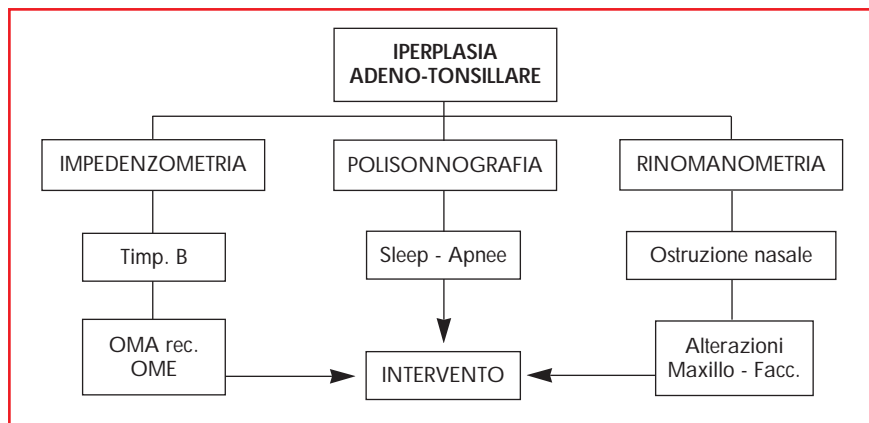 IPERPLASIA
ADENO-TONSILLARE
IMPEDENZOMETRIA
POLISONNOGRAFIA
RINOMANOMETRIA
Timp. B
Sleep - Apnee
Ostruzione nasale
OMA rec.
OME
INTERVENTO
Alterazioni
Maxillo - Facc.